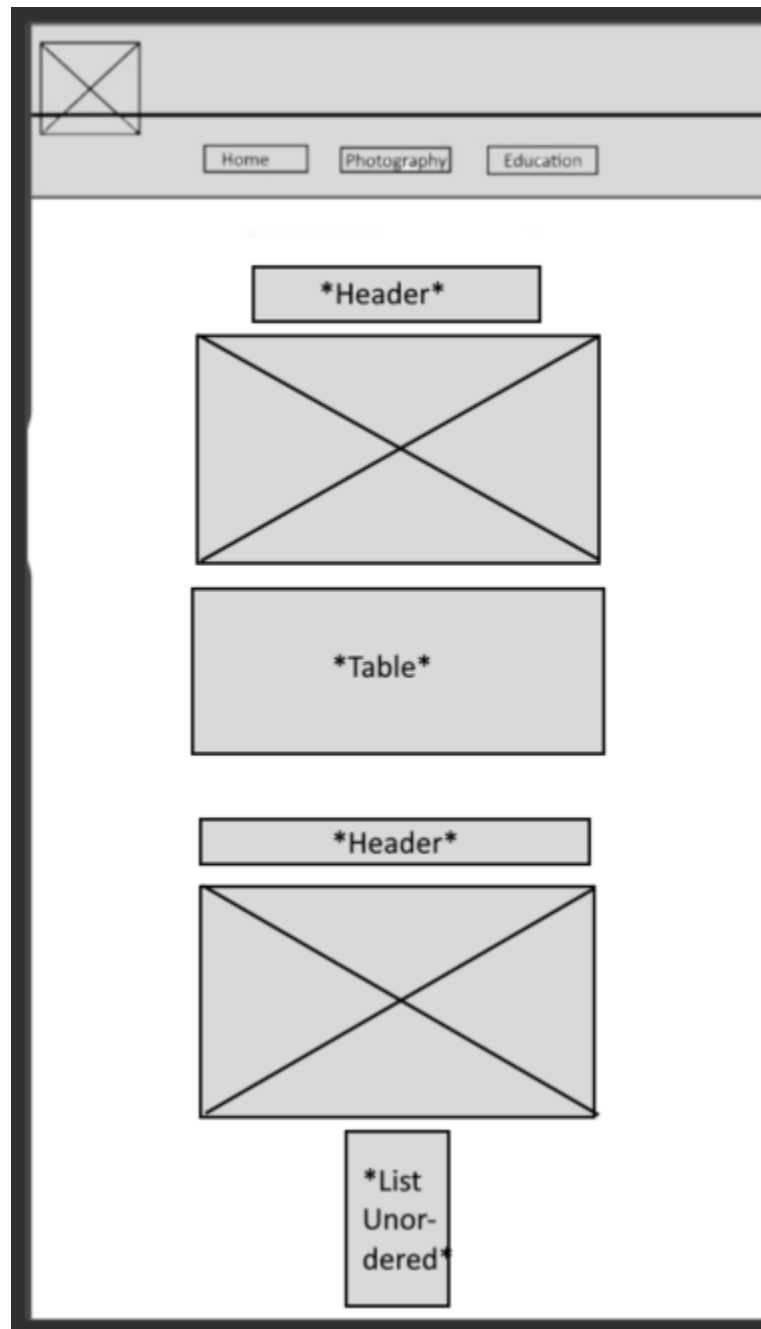 Home
Photography
Education
*Header*
*Table*
*Header*
*List
Unor-
dered*